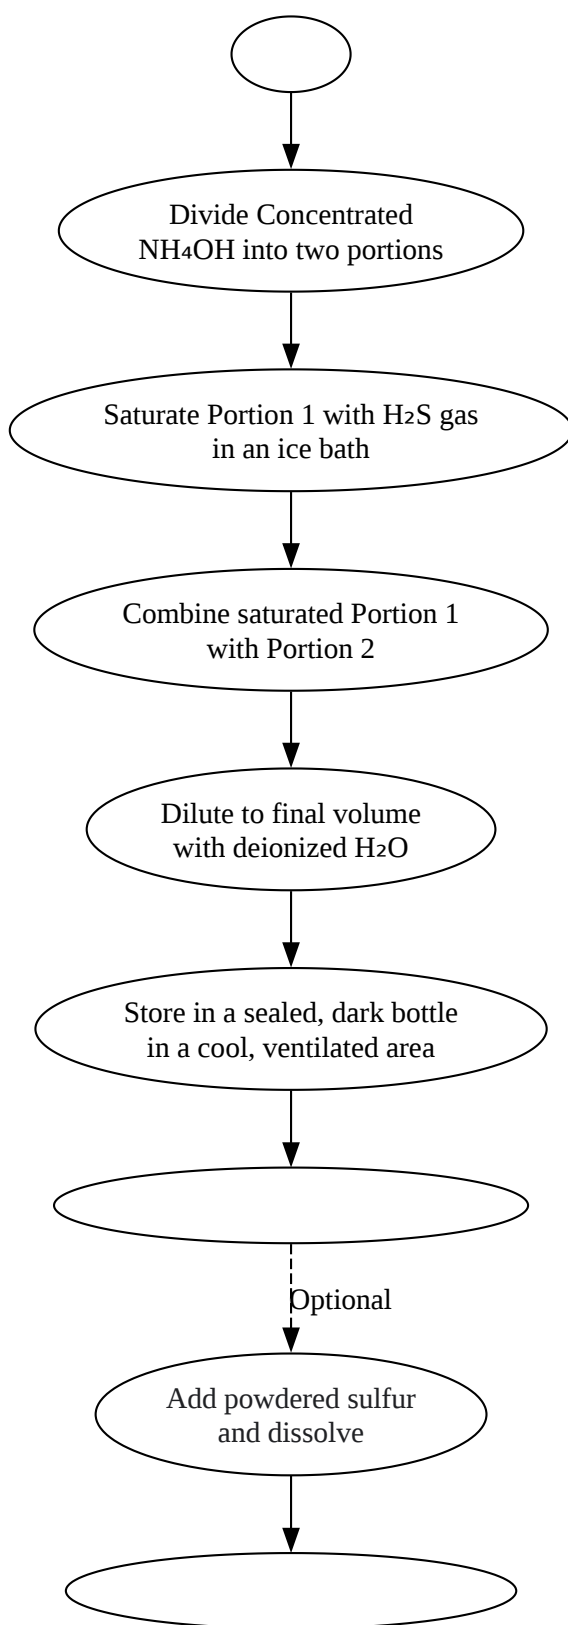 Divide Concentrated
NH₄OH into two portions
Saturate Portion 1 with H₂S gas
in an ice bath
Combine saturated Portion 1
with Portion 2
Dilute to final volume
with deionized H₂O
Store in a sealed, dark bottle
in a cool, ventilated area
Optional
Add powdered sulfur
and dissolve